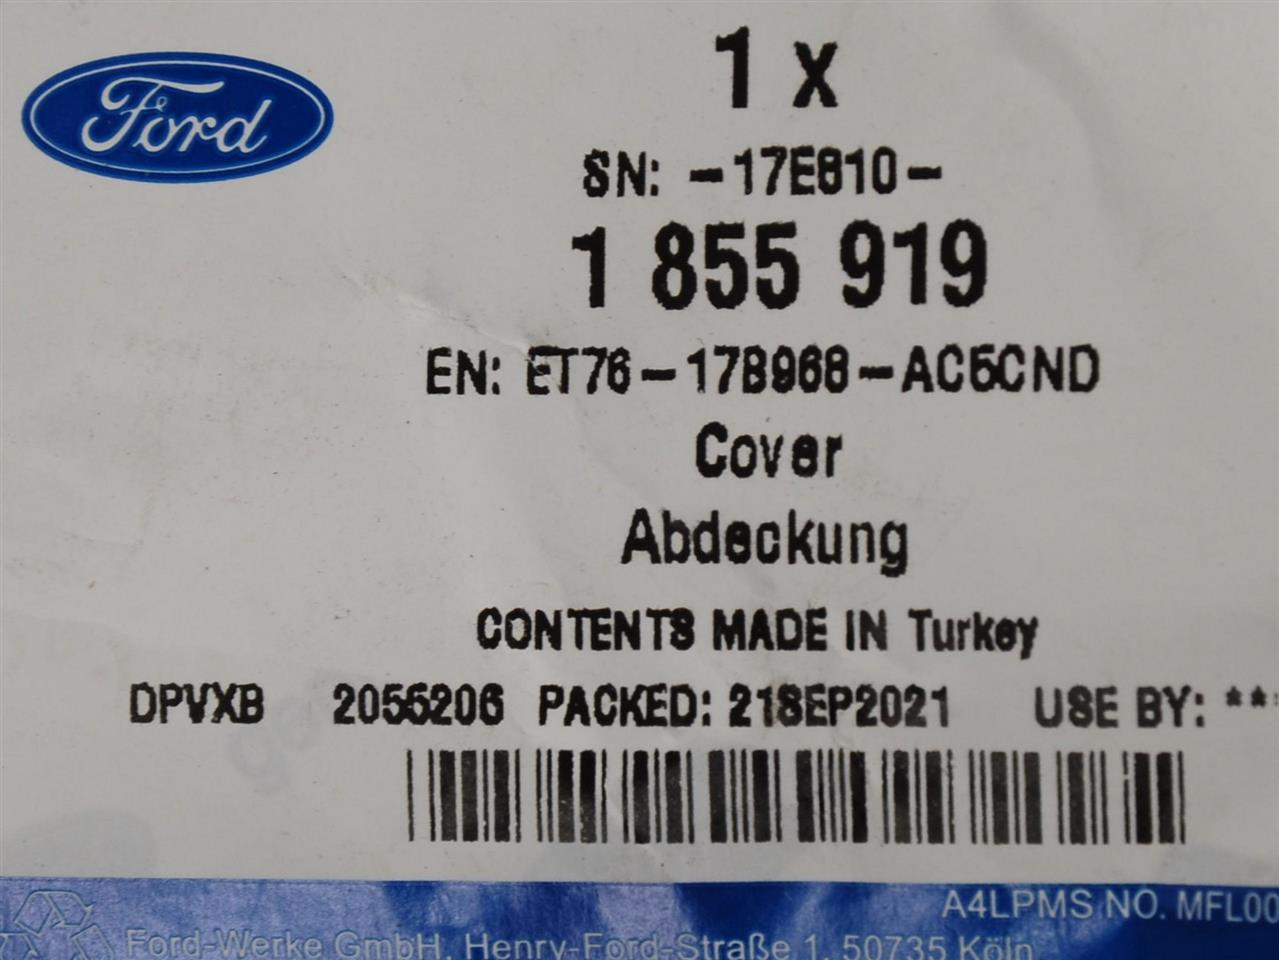 Ford
1 x
SN: -17E810-
1 855 919
EN: ET76-17B968-AC5CND
Cover
Abdeckung
CONTENTS MADE IN Turkey
DPVXB 2055206 PACKED: 21SEP2021 USE BY: ***
A4LPMS NO. MFL00
Ford-Werke GmbH, Henry-Ford-Straße 1, 50735 Köln